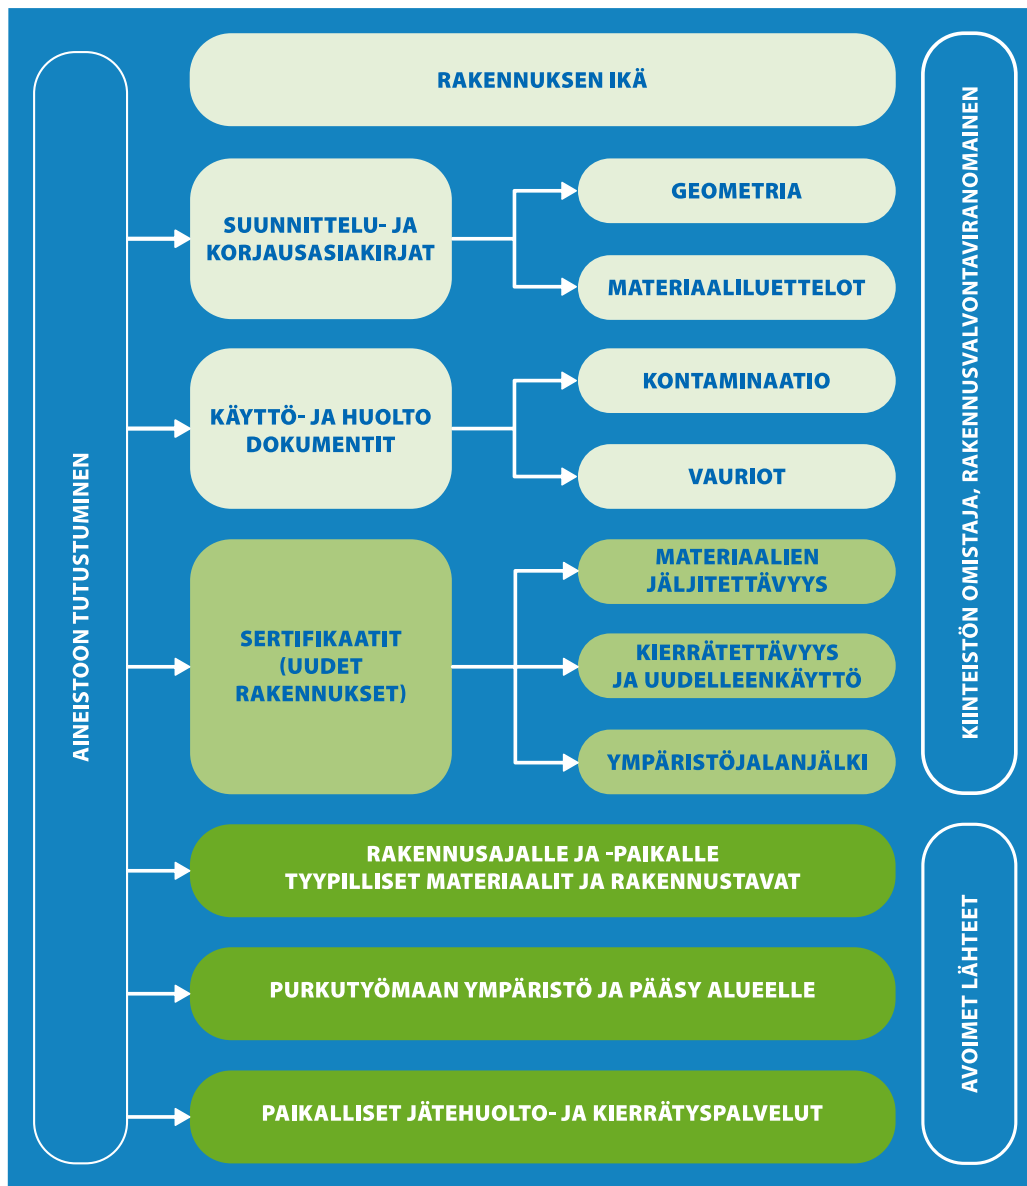 AINEISTOON TUTUSTUMINEN
RAKENNUKSEN IKÄ
SUUNNITTELU- JA
KORJAUSASIAKIRJAT
GEOMETRIA
MATERIAALILUETTELOT
KÄYTTÖ- JA HUOLTO
DOKUMENTIT
KONTAMINAATIO
VAURIOT
SERTIFIKAATIT
(UUDET
RAKENNUKSET)
MATERIAALIEN
JÄLJITETTÄVYYS
KIERRÄTETTÄVYYS
JA UUDELLEENKÄYTTÖ
YMPÄRISTÖJALANJÄLKI
RAKENNUSAJALLE JA -PAIKALLE
TYYPILLISET MATERIAALIT JA RAKENNUSTAVAT
PURKUTYÖMAAN YMPÄRISTÖ JA PÄÄSY ALUEELLE
PAIKALLISET JÄTEHUOLTO- JA KIERRÄTYSPALVELUT
KIINTEISTÖN OMISTAJA, RAKENNUSVALVONTAVIRANOMAINEN
AVOIMET LÄHTEET